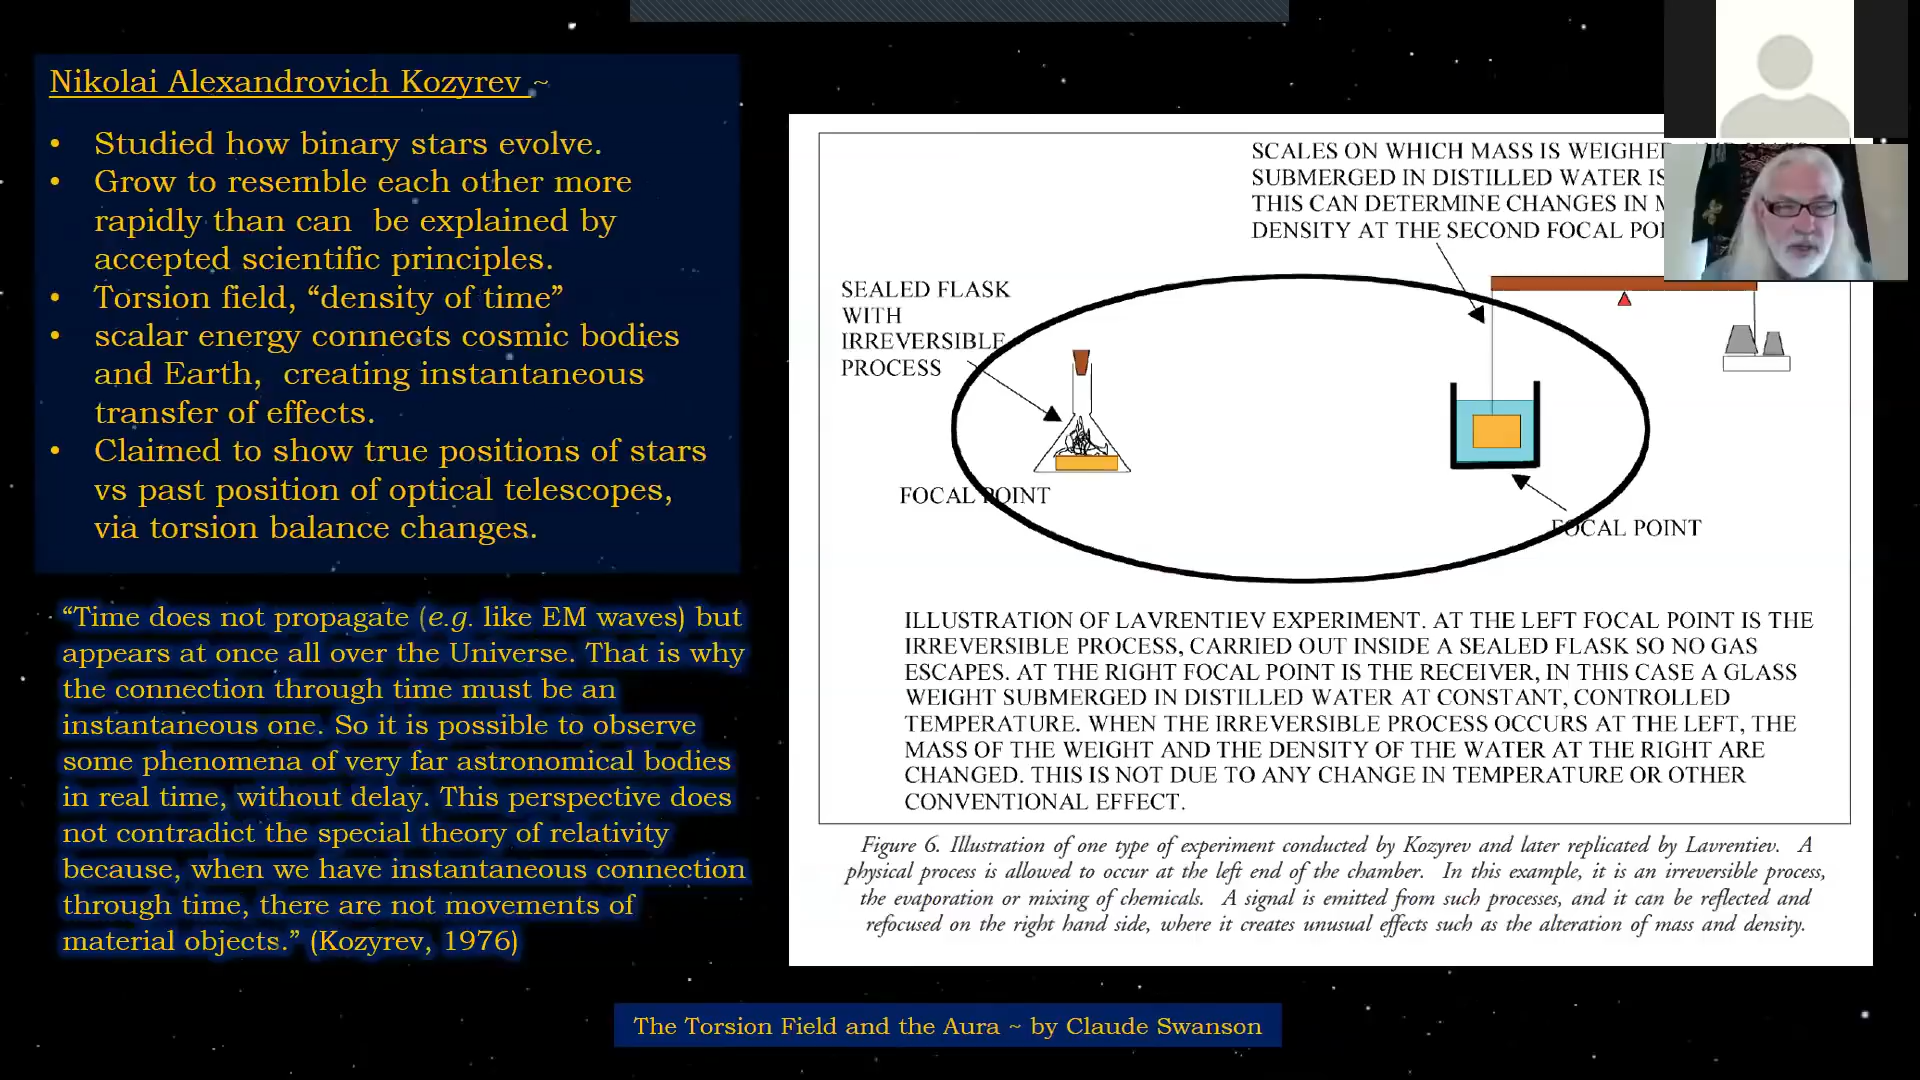 Nikolai Alexandrovich Kozyrev ~
• Studied how binary stars evolve.
• Grow to resemble each other more
rapidly than can be explained by
accepted scientific principles.
• Torsion field, “density of time”
• scalar energy connects cosmic bodies
and Earth, creating instantaneous
transfer of effects.
• Claimed to show true positions of stars
vs past position of optical telescopes,
via torsion balance changes.
“Time does not propagate (e.g. like EM waves) but
appears at once all over the Universe. That is why
the connection through time must be an
instantaneous one. So it is possible to observe
some phenomena of very far astronomical bodies
in real time, without delay. This perspective does
not contradict the special theory of relativity
because, when we have instantaneous connection
through time, there are not movements of
material objects.” (Kozyrev, 1976)
SCALES ON WHICH MASS IS
SUBMERGED IN DISTILLED WATER IS
THIS CAN DETERMINE CHANGES IN
DENSITY AT THE SECOND FOCAL
SEALED FLASK
WITH
IRREVERSIBLE
PROCESS
FOCAL POINT
FOCAL POINT
ILLUSTRATION OF LAVRENTIEV EXPERIMENT. AT THE LEFT FOCAL POINT IS THE
IRREVERSIBLE PROCESS, CARRIED OUT INSIDE A SEALED FLASK SO NO GAS
ESCAPES. AT THE RIGHT FOCAL POINT IS THE RECEIVER, IN THIS CASE A GLASS
WEIGHT SUBMERGED IN DISTILLED WATER AT CONSTANT, CONTROLLED
TEMPERATURE. WHEN THE IRREVERSIBLE PROCESS OCCURS AT THE LEFT, THE
MASS OF THE WEIGHT AND THE DENSITY OF THE WATER AT THE RIGHT ARE
CHANGED. THIS IS NOT DUE TO ANY CHANGE IN TEMPERATURE OR OTHER
CONVENTIONAL EFFECT.
Figure 6. Illustration of one type of experiment conducted by Kozyrev and later replicated by Lavrentiev. A
physical process is allowed to occur at the left end of the chamber. In this example, it is an irreversible process,
the evaporation or mixing of chemicals. A signal is emitted from such processes, and it can be reflected and
refocused on the right hand side, where it creates unusual effects such as the alteration of mass and density.
The Torsion Field and the Aura ~ by Claude Swanson